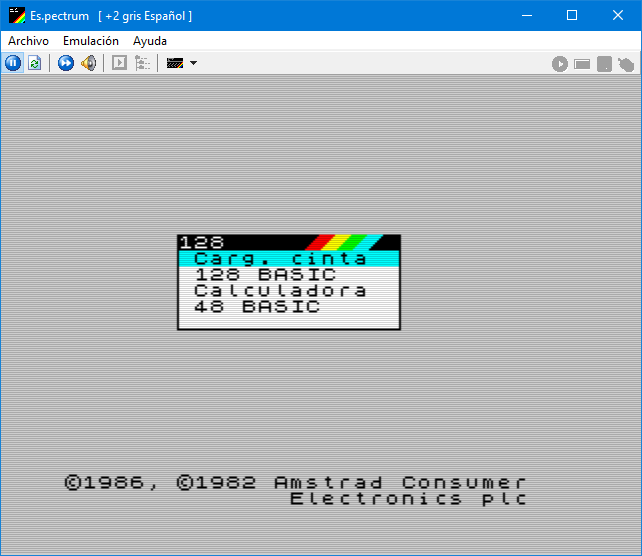 Es.pectrum [ +2 gris Español ]
Archivo Emulación Ayuda
128
Carg. cinta
128 BASIC
Calculadora
48 BASIC
©1986, ©1982 Amstrad Consumer
Electronics plc